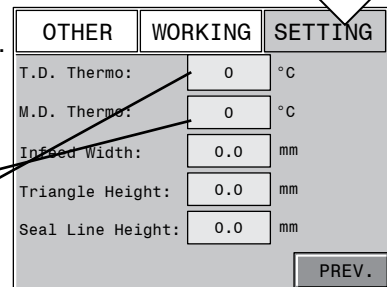 OTHER WORKING SETTING
T.D. Thermo: 0 °C
M.D. Thermo: 0 °C
Infeed Width: 0.0 mm
Triangle Height: 0.0 mm
Seal Line Height: 0.0 mm
PREV.